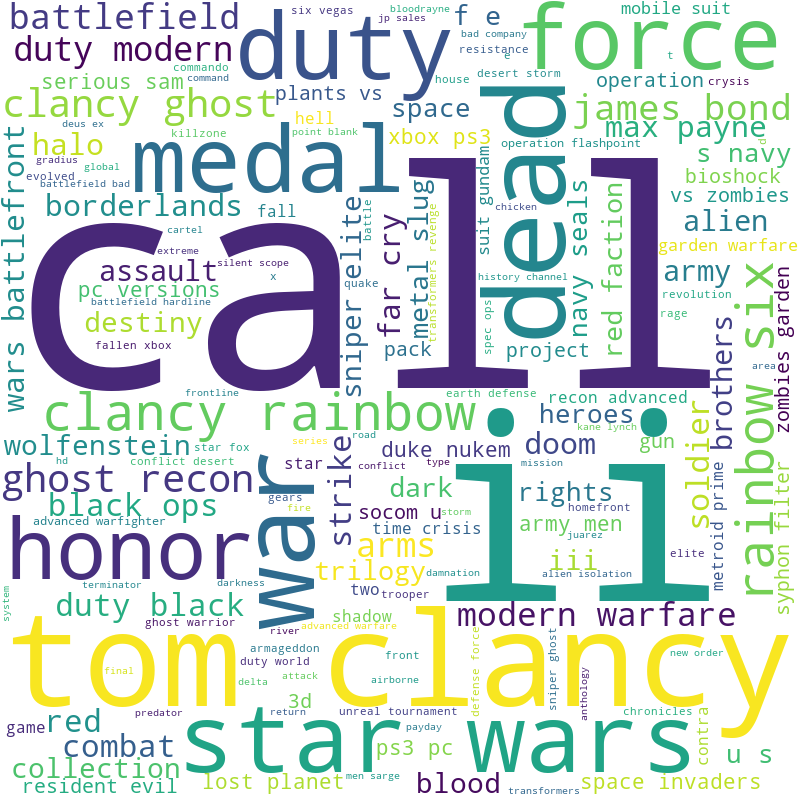 battlefield
six vegas
bloodrayne
jp sales
duty
f e
bad company
force
mobile suit
duty modern
resistance
e
t
commando
command
house
desert storm
operation
crysis
serious sam
plants vs
clancy ghost
hell
space
dead
james bond
deus ex
killzone
point blank
xbox ps3
operation flashpoint
max payne
d
halo
medal
s navy
gradius
global
evolved
battlefield bad
bioshock
call
wars battlefront
borderlands
fall
battle
sniper elite
far cry
metal slug
transformers revenge
suit gundam
chicken
navy seals
red faction
vs zombies
alien
cartel
extreme
garden warfare
assault
silent scope
x
history channel
army
pc versions
quake
revolution
battlefield hardline
destiny
fallen xbox
pack
spec ops
project
rage
rainbow six
zombies garden
brothers
frontline
earth defense
recon advanced
clancy rainbow
ii
heroes
kane lynch
area
soldier
wolfenstein
star fox
series
road
duke nukem
doom
gun
hd
conflict desert
star
conflict
type
mission
ghost recon
war
strike
gears
dark
rights
metroid prime
syphon filter
black ops
fire
socom u
storm
homefront
advanced warfighter
time crisis
army men
juarez
elite
honor
arms
iii
trilogy
damnation
alien isolation
terminator
darkness
two
trooper
system
duty black
shadow
modern warfare
ghost warrior
river
advanced warfare
tom clancy
armageddon
duty world
front
defense force
sniper ghost
new order
final
delta
attack
airborne
anthology
3d
predator
return
unreal tournament
payday
chronicles
contra
game
red
star wars
combat
ps3 pc
u s
collection
men sarge
resident evil
lost planet
blood
transformers
space invaders